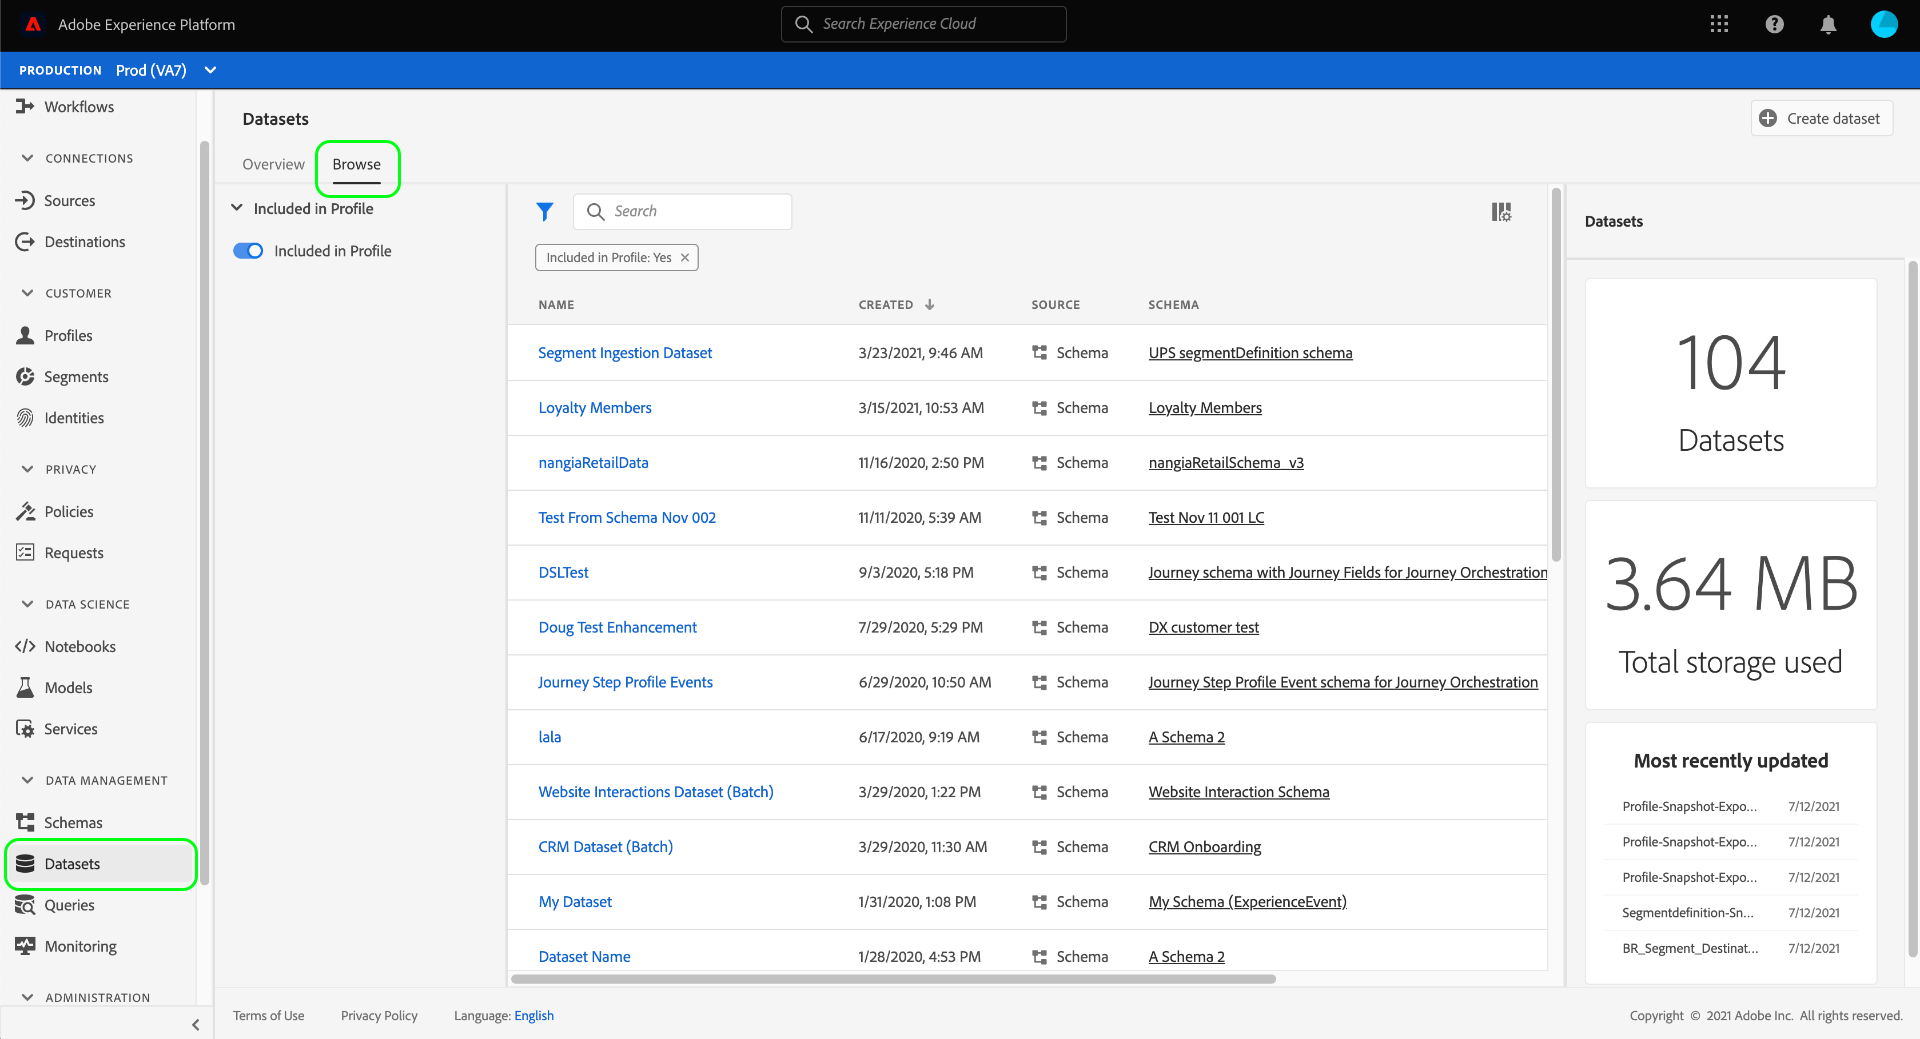 Adobe Experience Platform
Search Experience Cloud
PRODUCTION Prod (VA7)
Workflows
CONNECTIONS
Sources
Destinations
CUSTOMER
Profiles
Segments
Identities
PRIVACY
Policies
Requests
DATA SCIENCE
Notebooks
Models
Services
DATA MANAGEMENT
Schemas
Datasets
Queries
Monitoring
ADMINISTRATION
Datasets
Create dataset
Overview Browse
Included in Profile
Included in Profile
Search
Included in Profile: Yes
NAME CREATED SOURCE SCHEMA
Segment Ingestion Dataset 3/23/2021, 9:46 AM Schema UPS segmentDefinition schema
Loyalty Members 3/15/2021, 10:53 AM Schema Loyalty Members
nangiaRetailData 11/16/2020, 2:50 PM Schema nangiaRetailSchema_v3
Test From Schema Nov 002 11/11/2020, 5:39 AM Schema Test Nov 11 001 LC
DSLTest 9/3/2020, 5:18 PM Schema Journey schema with Journey Fields for Journey Orchestration
Doug Test Enhancement 7/29/2020, 5:29 PM Schema DX customer test
Journey Step Profile Events 6/29/2020, 10:50 AM Schema Journey Step Profile Event schema for Journey Orchestration
lala 6/17/2020, 9:19 AM Schema A Schema 2
Website Interactions Dataset (Batch) 3/29/2020, 1:22 PM Schema Website Interaction Schema
CRM Dataset (Batch) 3/29/2020, 11:30 AM Schema CRM Onboarding
My Dataset 1/31/2020, 1:08 PM Schema My Schema (ExperienceEvent)
Dataset Name 1/28/2020, 4:53 PM Schema A Schema 2
Datasets
104
Datasets
3.64 MB
Total storage used
Most recently updated
Profile-Snapshot-Expo... 7/12/2021
Profile-Snapshot-Expo... 7/12/2021
Profile-Snapshot-Expo... 7/12/2021
Segmentdefinition-Sn... 7/12/2021
BR_Segment_Destinat... 7/12/2021
Terms of Use Privacy Policy Language: English
Copyright © 2021 Adobe Inc. All rights reserved.